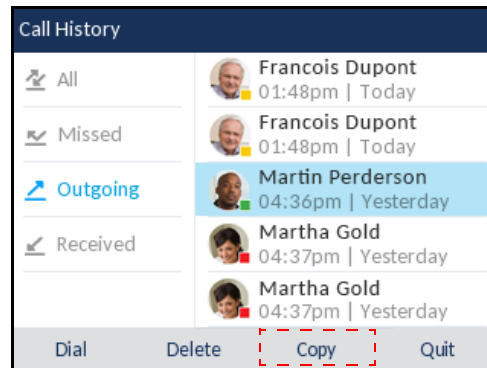 Call History
All
Missed
Outgoing
Received
Francois Dupont
01:48pm | Today
Francois Dupont
01:48pm | Today
Martin Perderson
04:36pm | Yesterday
Martha Gold
04:37pm | Yesterday
Martha Gold
04:37pm | Yesterday
Dial Delete Copy Quit